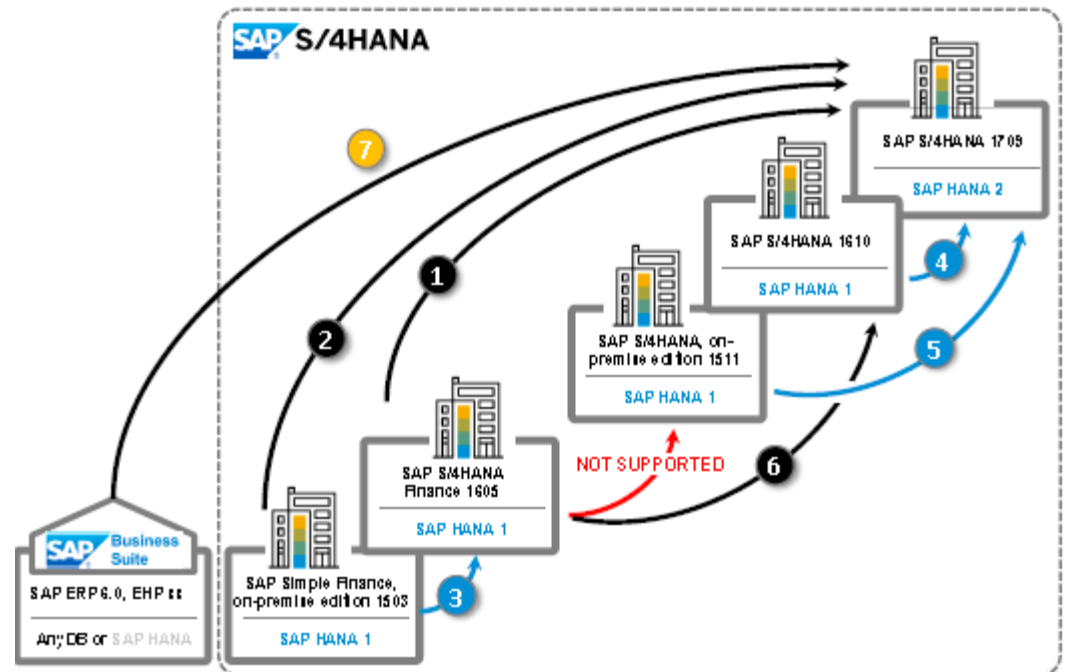 SAP S/4HANA
7
SAP S/4HANA 1709
SAP HANA 2
SAP S/4HANA 1610
SAP HANA 1
4
1
2
SAP S/4HANA, on-
premise edition 1511
SAP HANA 1
5
NOT SUPPORTED
6
SAP S/4HANA
Finance 1605
SAP HANA 1
SAP Business
Suite
SAP ERP6.0, EHP xx
Any DB or SAP HANA
SAP Simple Finance,
on-premise edition 1503
SAP HANA 1
3